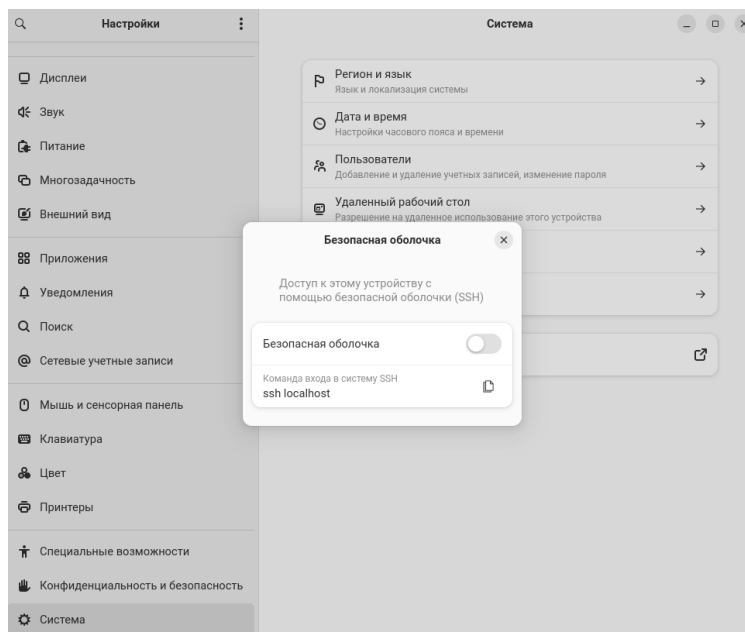 Настройки
Дисплеи
Звук
Питание
Многозадачность
Внешний вид
Приложения
Уведомления
Поиск
Сетевые учетные записи
Мышь и сенсорная панель
Клавиатура
Цвет
Принтеры
Специальные возможности
Конфиденциальность и безопасность
Система
Система
Регион и язык
Язык и локализация системы
Дата и время
Настройки часового пояса и времени
Пользователи
Добавление и удаление учетных записей, изменение пароля
Удаленный рабочий стол
Разрешение на удаленное использование этого устройства
Безопасная оболочка
Доступ к этому устройству с
помощью безопасной оболочки (SSH)
Безопасная оболочка
Команда входа в систему SSH
ssh localhost